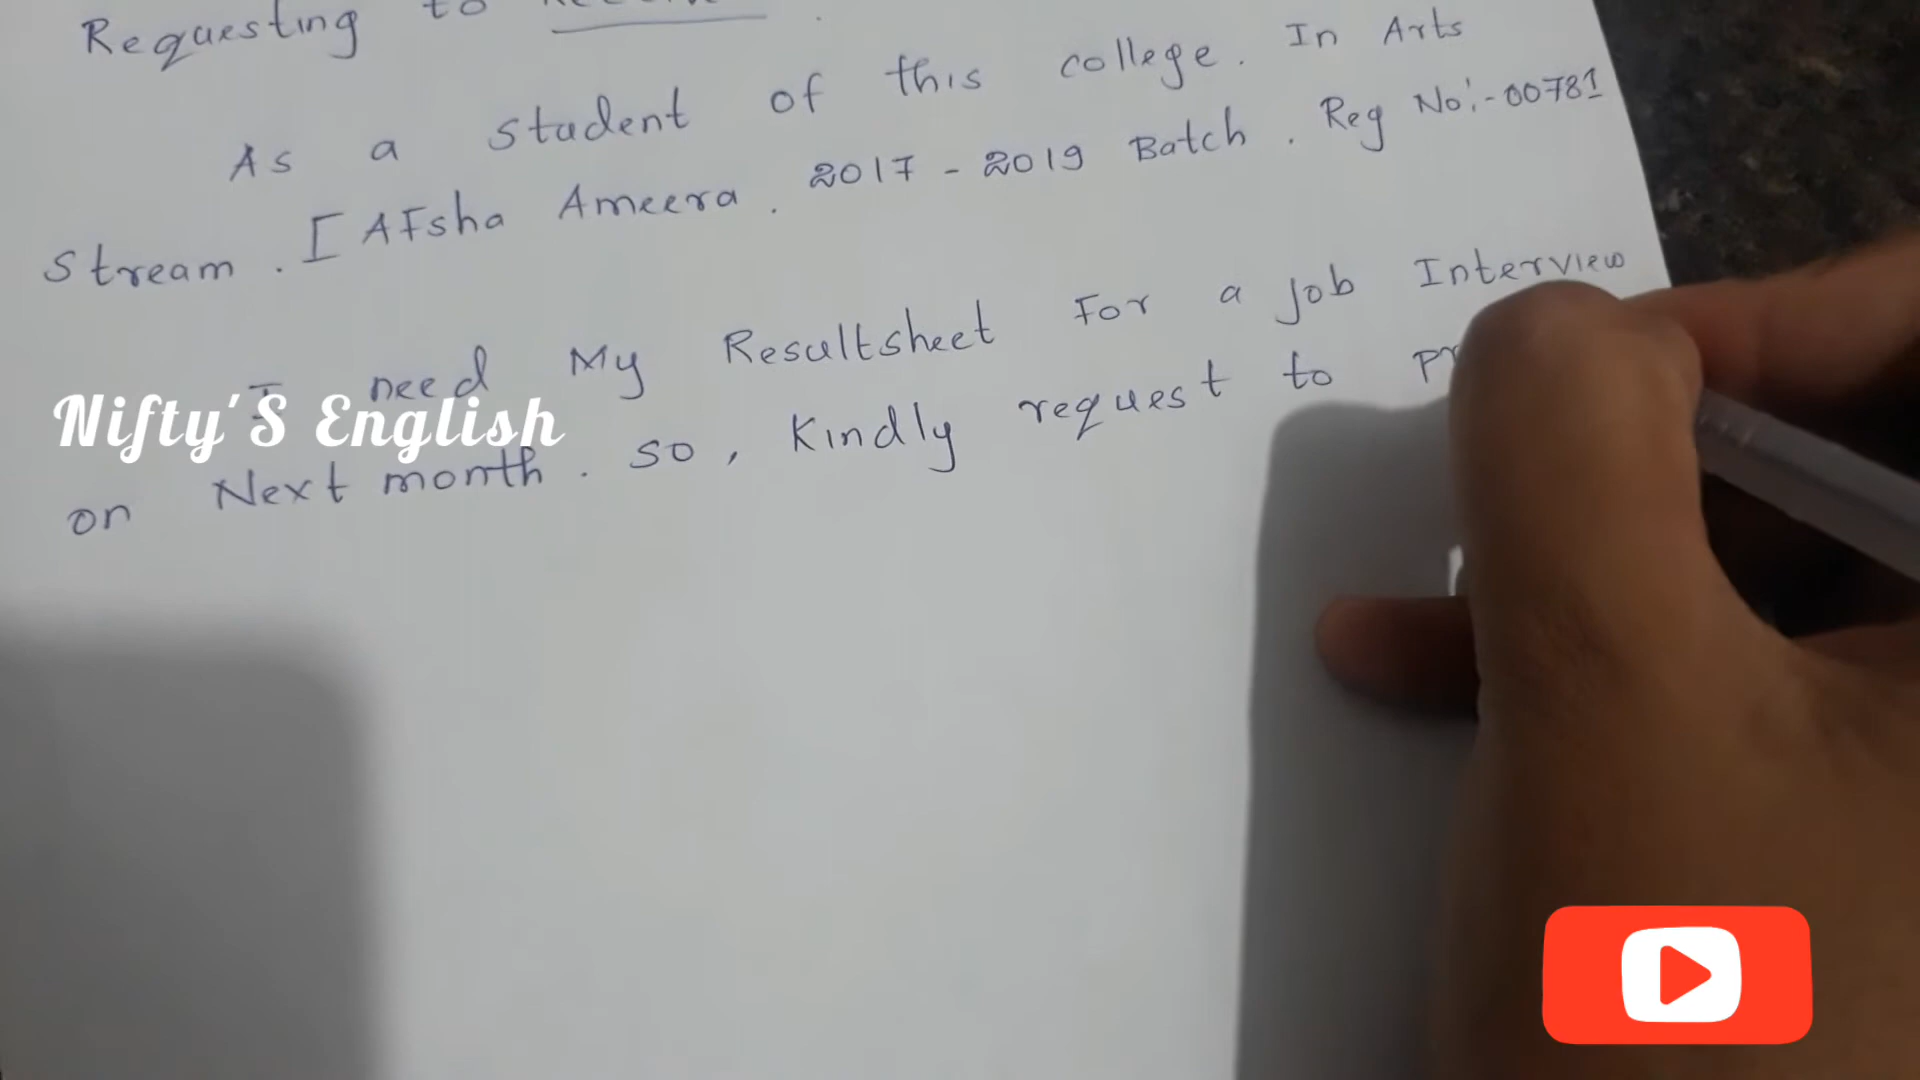 Requesting to
As a student of this college. In Arts
Stream. [Afsha Ameera. 2017 - 2019 Batch. Reg No:-00781
I need My Resultsheet For a job Interview
on Next month. so, Kindly request to pr
Nifty'S English